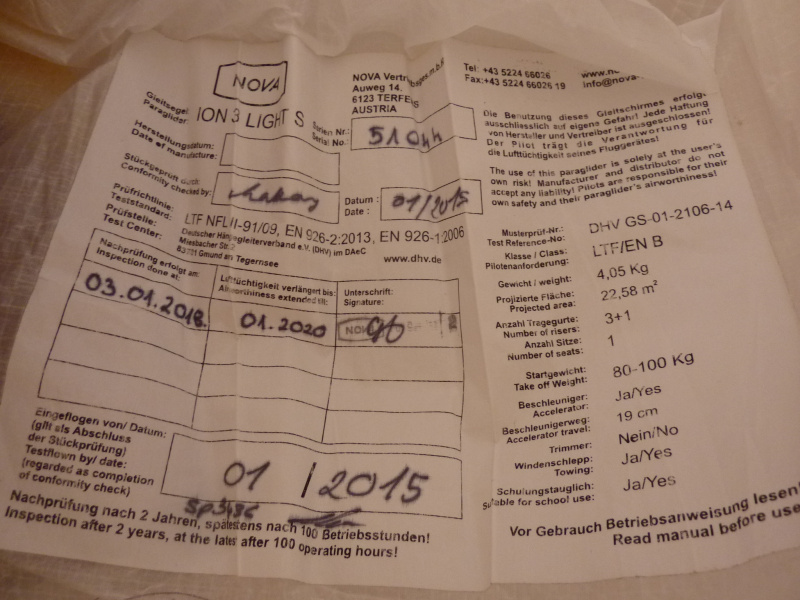 NOVA
NOVA
Auweg 14.
6123 TERFENS
AUSTRIA
Gleitsegel
Paraglider:
ION 3 LIGHT S
Serien Nr.:
Serial No.:
51044
Herstellungsdatum:
Date of manufacture:
Stückgeprüft durch:
Conformity checked by:
Datum :
Date :
01/2015
Prüfrichtlinie:
Teststandard:
LTF NFL II-91/09, EN 926-2:2013, EN 926-1:2006
Prüfstelle:
Test Center:
Deutscher Hängegleiterverband e.V. (DHV) im DAeC
Miesbacher Str.
Gmund am Tegernsee
www.dhv.de
Nachprüfung erfolgt am:
Inspection done at:
Lufttüchtigkeit verlängert bis:
Airworthiness extended till:
Unterschrift:
Signature:
03.01.2018
01.2020
Eingeflogen von/ Datum:
(gilt als Abschluss
der Stückprüfung)
Testflown by/ date:
(regarded as completion
of conformity check)
01 / 2015
Nachprüfung nach 2 Jahren, spätestens nach 100 Betriebsstunden!
Inspection after 2 years, at the lates after 100 operating hours!
Tel: +43 5224 66026
Fax:+43 5224 66026 19
www.
info@nova-
Die Benutzung dieses Gleitschirmes erfolgt
ausschliesslich auf eigene Gefahr! Jede Haftung
von Hersteller und Vertreiber ist ausgeschlossen!
Der Pilot trägt die Verantwortung für
die Lufttüchtigkeit seines Fluggerätes!
The use of this paraglider is solely at the user's
own risk! Manufacturer and distributor do not
accept any liability! Pilots are responsible for their
own safety and their paraglider's airworthiness!
Musterprüf-Nr.:
Test Reference-No:
DHV GS-01-2106-14
Klasse / Class:
Pilotenanforderung:
LTF/EN B
Gewicht / weight:
4,05 Kg
Projizierte Fläche:
Projected area:
22,58 m²
Anzahl Tragegurte:
Number of risers:
3+1
Anzahl Sitze:
Number of seats:
1
Startgewicht:
Take off Weight:
80-100 Kg
Beschleuniger:
Accelerator:
Ja/Yes
Beschleunigerweg:
Accelerator travel:
19 cm
Trimmer:
Nein/No
Windenschlepp:
Towing:
Ja/Yes
Schulungstauglich:
Suitable for school use:
Ja/Yes
Vor Gebrauch Betriebsanweisung lesen!
Read manual before use